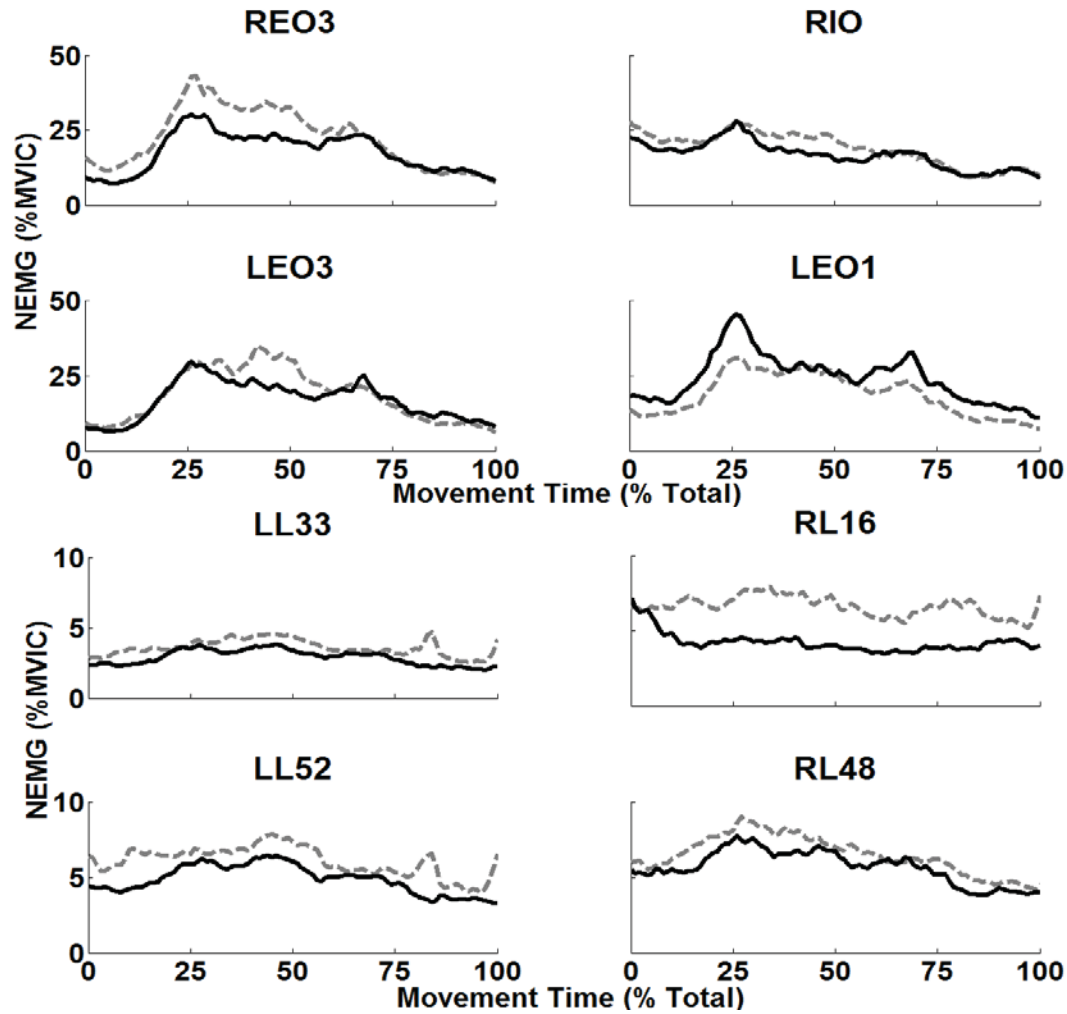 REO3 RIO
50
25
0
LEO3 LEO1
50
25
0
0 25 50 75 100 0 25 50 75 100
NEMG (%MVIC)
Movement Time (% Total)
LL33 RL16
10
5
0
LL52 RL48
10
5
0
0 25 50 75 100 0 25 50 75 100
NEMG (%MVIC)
Movement Time (% Total)